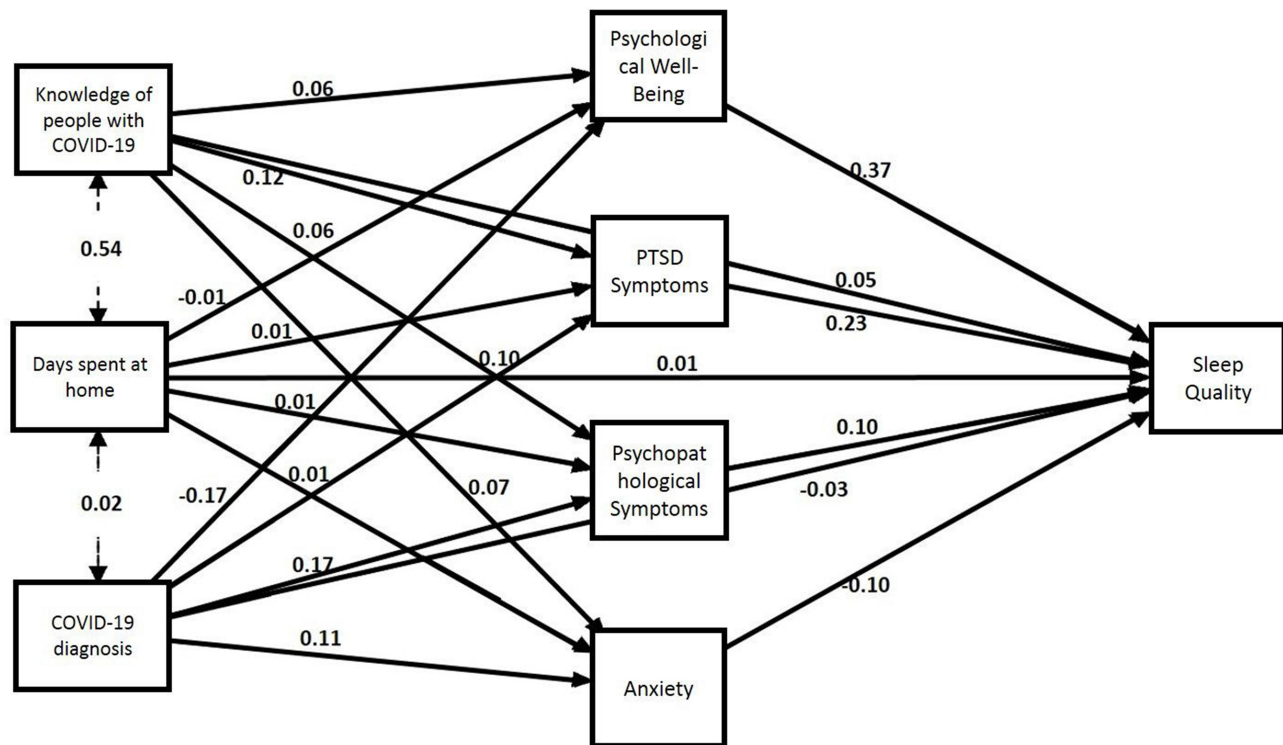 Psychologi
cal Well-
Being
Knowledge of
people with
COVID-19
0.06
0.12
0.37
0.06
0.54
PTSD
Symptoms
-0.01
0.05
0.01
0.23
Days spent at
home
0.10
0.01
Sleep
Quality
0.01
0.10
Psychopat
hological
Symptoms
0.01
0.07
-0.03
-0.17
0.02
0.17
-0.10
COVID-19
diagnosis
0.11
Anxiety